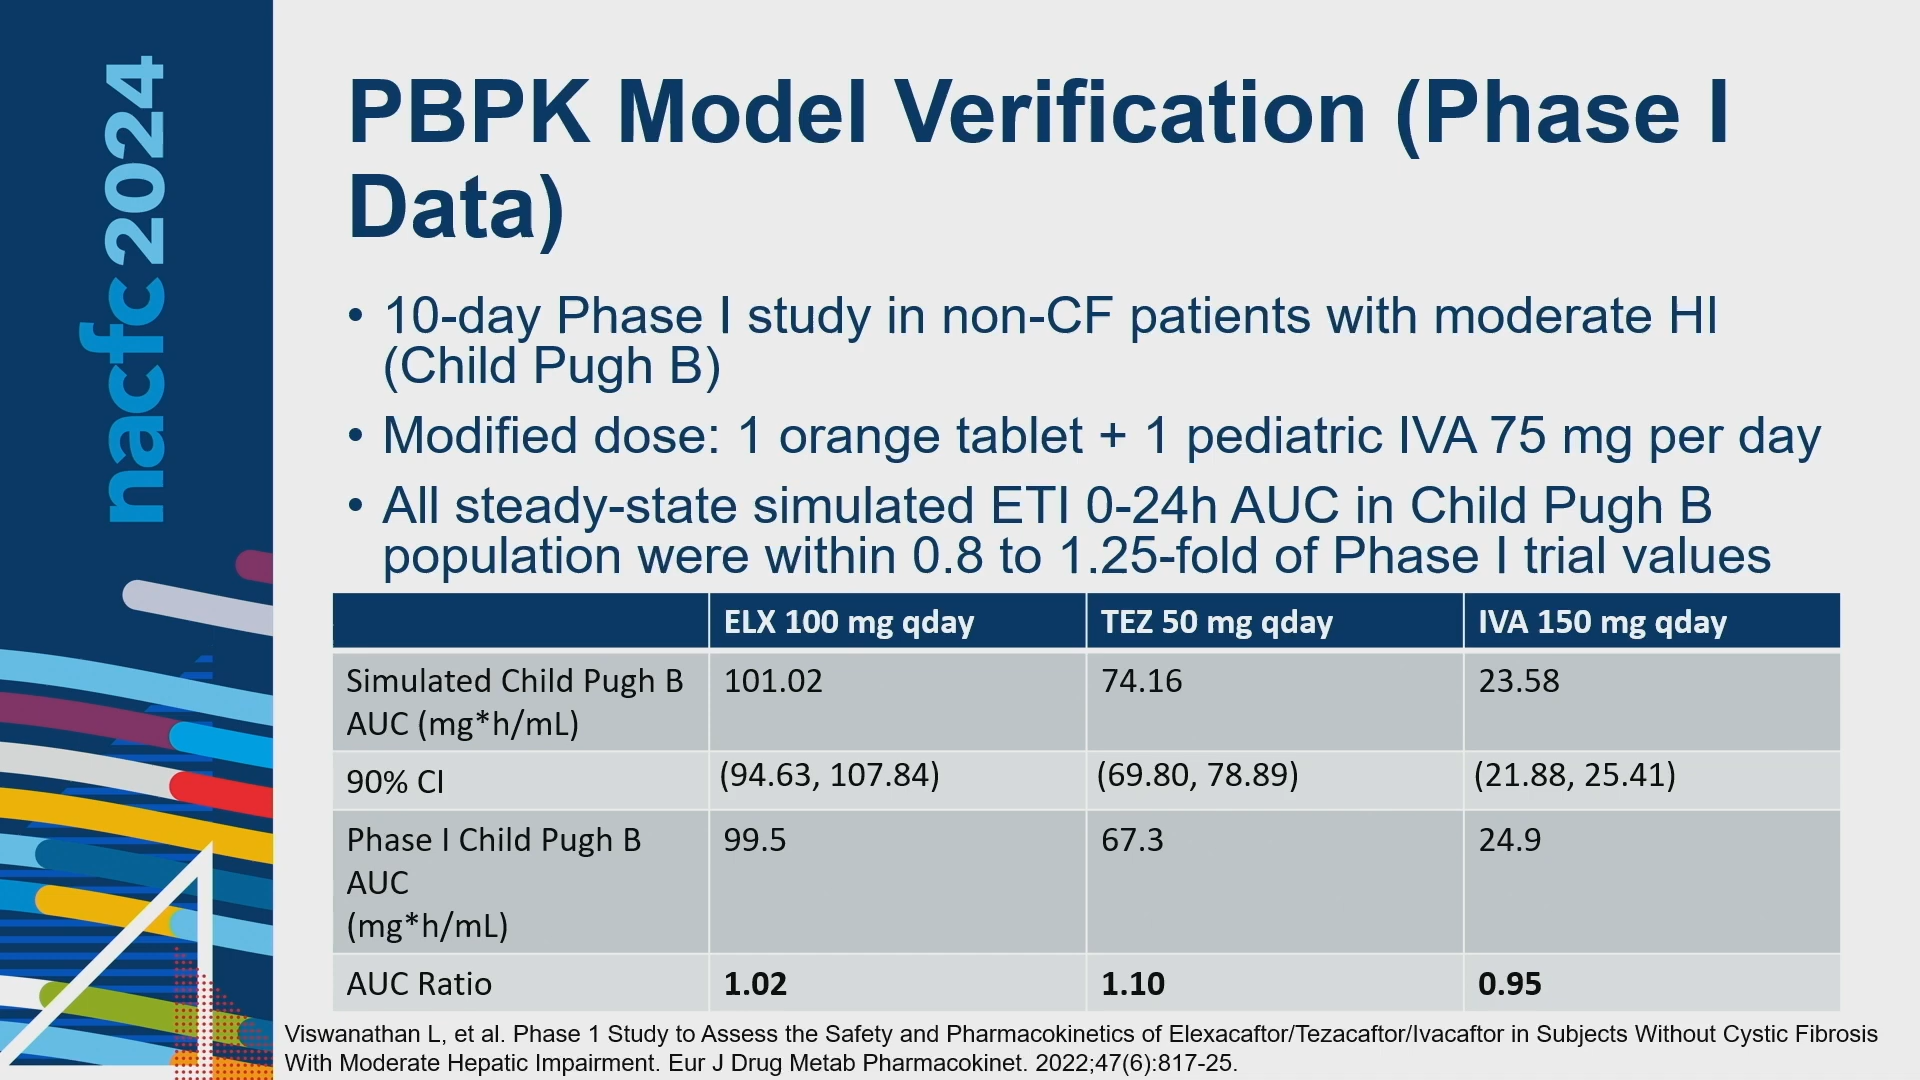 nacfc2024
PBPK Model Verification (Phase I
Data)
• 10-day Phase I study in non-CF patients with moderate HI
(Child Pugh B)
• Modified dose: 1 orange tablet + 1 pediatric IVA 75 mg per day
• All steady-state simulated ETI 0-24h AUC in Child Pugh B
population were within 0.8 to 1.25-fold of Phase I trial values
ELX 100 mg qday TEZ 50 mg qday IVA 150 mg qday
Simulated Child Pugh B 101.02 74.16 23.58
AUC (mg*h/mL)
90% CI (94.63, 107.84) (69.80, 78.89) (21.88, 25.41)
Phase I Child Pugh B 99.5 67.3 24.9
AUC
(mg*h/mL)
AUC Ratio 1.02 1.10 0.95
Viswanathan L, et al. Phase 1 Study to Assess the Safety and Pharmacokinetics of Elexacaftor/Tezacaftor/Ivacaftor in Subjects Without Cystic Fibrosis
With Moderate Hepatic Impairment. Eur J Drug Metab Pharmacokinet. 2022;47(6):817-25.